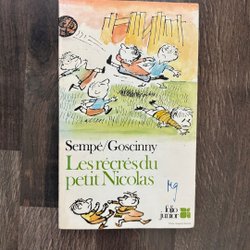 Sempé/Goscinny
Les récrés du
petit Nicolas
folio
junior